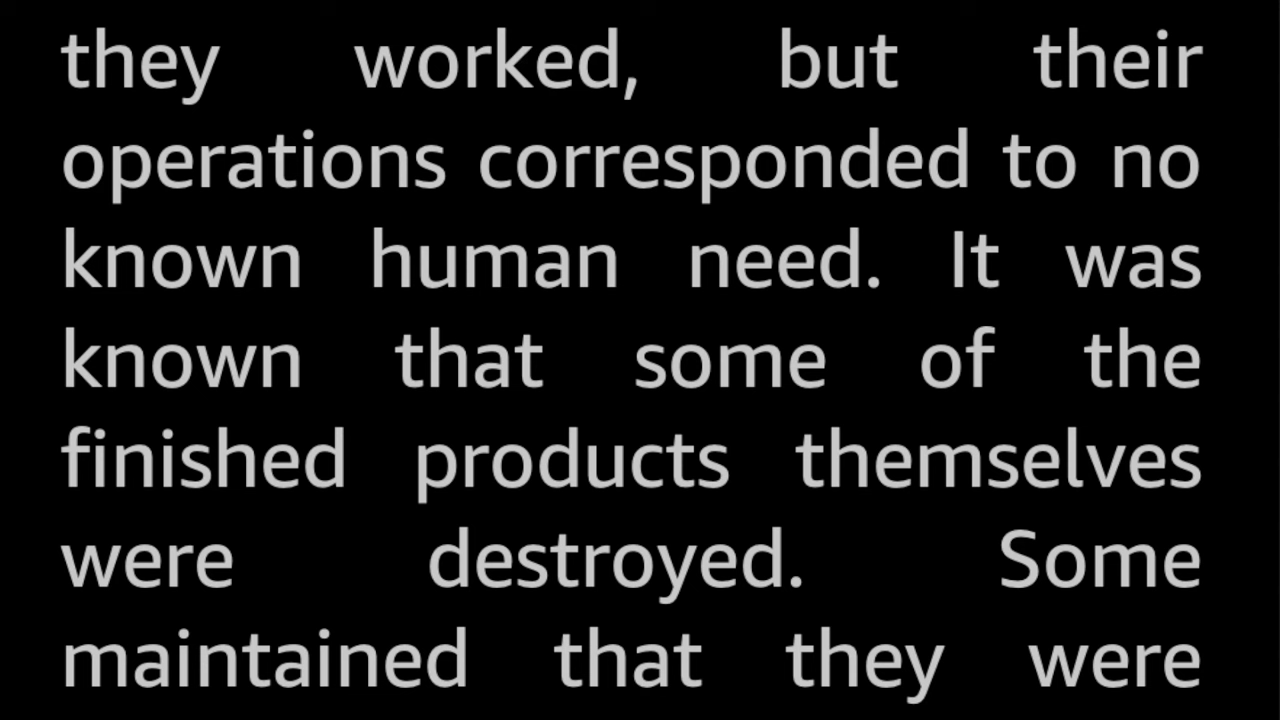 they worked, but their
operations corresponded to no
known human need. It was
known that some of the
finished products themselves
were destroyed. Some
maintained that they were